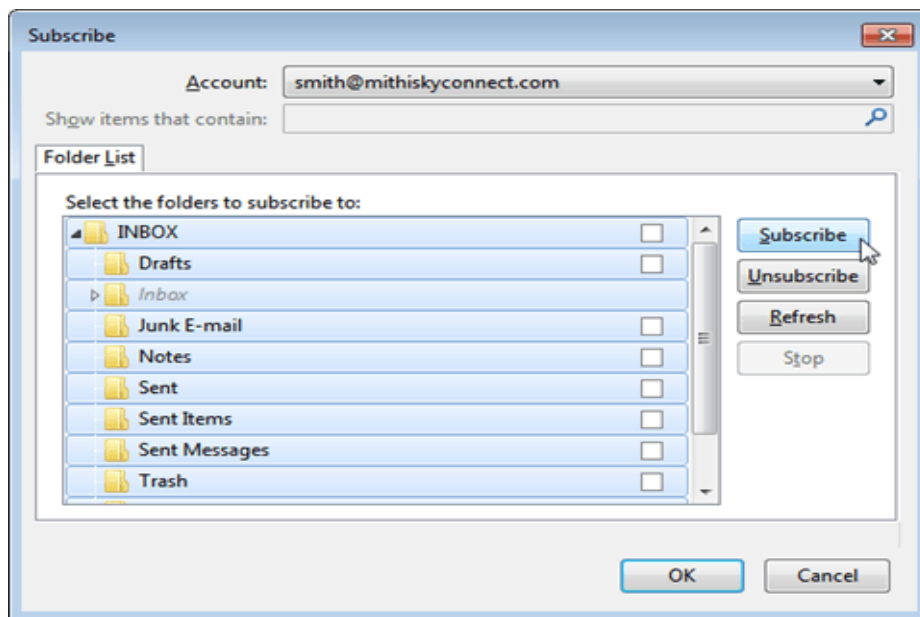 Subscribe
Account: smith@mithiskyconnect.com
Show items that contain:
Folder List
Select the folders to subscribe to:
INBOX
Drafts
Inbox
Junk E-mail
Notes
Sent
Sent Items
Sent Messages
Trash
Subscribe
Unsubscribe
Refresh
Stop
OK Cancel